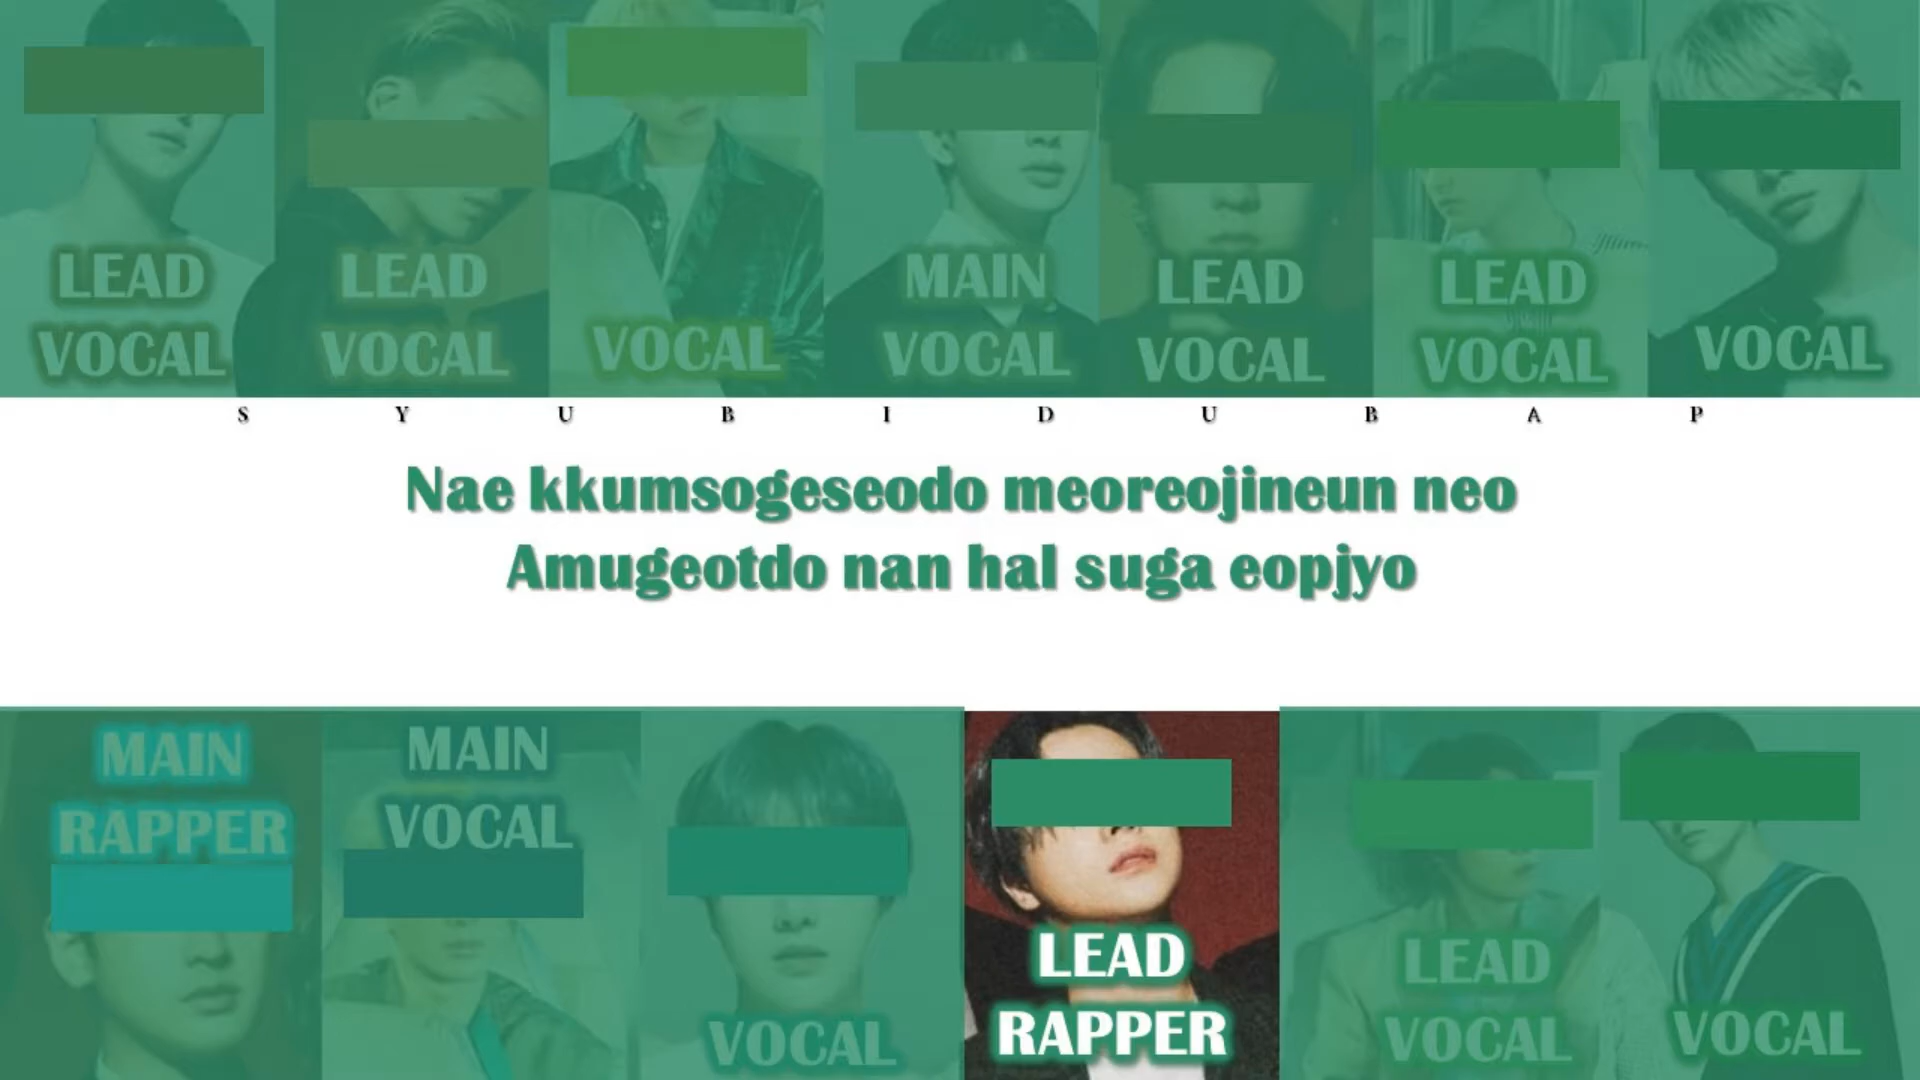 LEAD
VOCAL
LEAD
VOCAL
VOCAL
MAIN
VOCAL
LEAD
VOCAL
LEAD
VOCAL
VOCAL
S Y U B I D U B A P
Nae kkumsogeseodo meoreojineun neo
Amugeotdo nan hal suga eopjyo
MAIN
RAPPER
MAIN
VOCAL
VOCAL
LEAD
RAPPER
LEAD
VOCAL
VOCAL